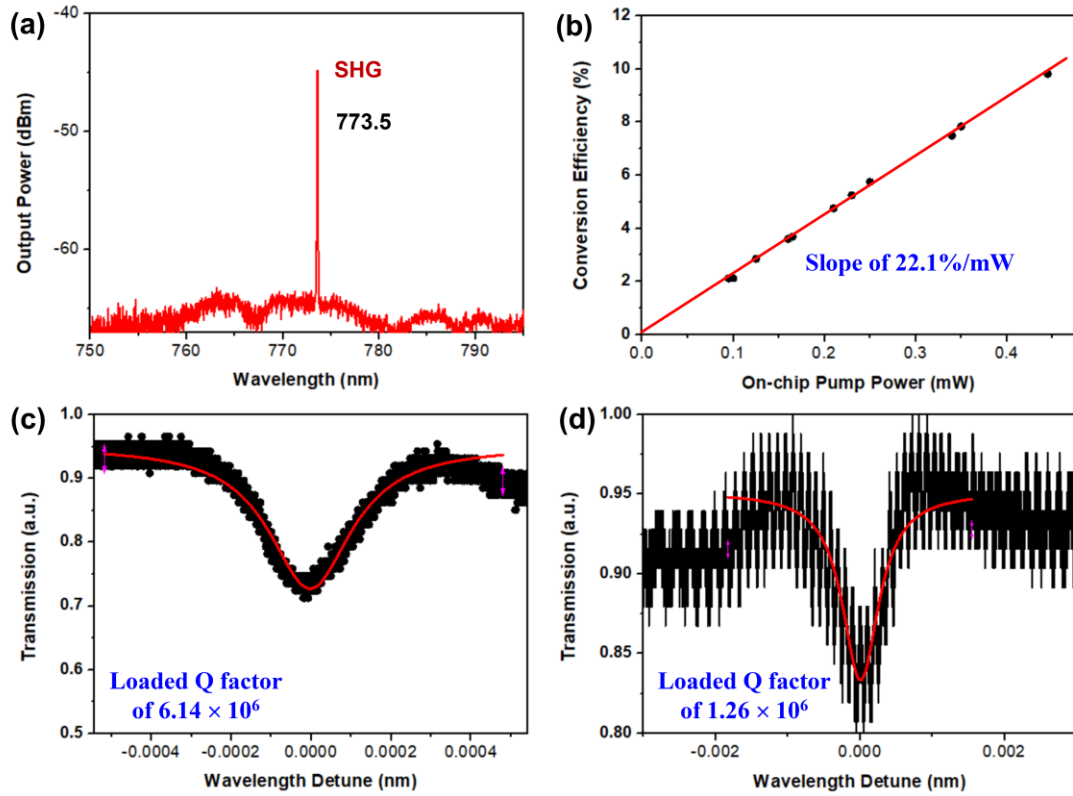 (a)
-40
-50
-60
Output Power (dBm)
SHG
773.5
750 760 770 780 790
Wavelength (nm)
(b)
12
10
8
6
4
2
0
Conversion Efficiency (%)
Slope of 22.1%/mW
0.0 0.1 0.2 0.3 0.4
On-chip Pump Power (mW)
(c)
1.0
0.9
0.8
0.7
0.6
0.5
Transmission (a.u.)
Loaded Q factor
of 6.14 × 10⁶
-0.0004 -0.0002 0.0000 0.0002 0.0004
Wavelength Detune (nm)
(d)
1.00
0.95
0.90
0.85
0.80
Transmission (a.u.)
Loaded Q factor
of 1.26 × 10⁶
-0.002 0.000 0.002
Wavelength Detune (nm)